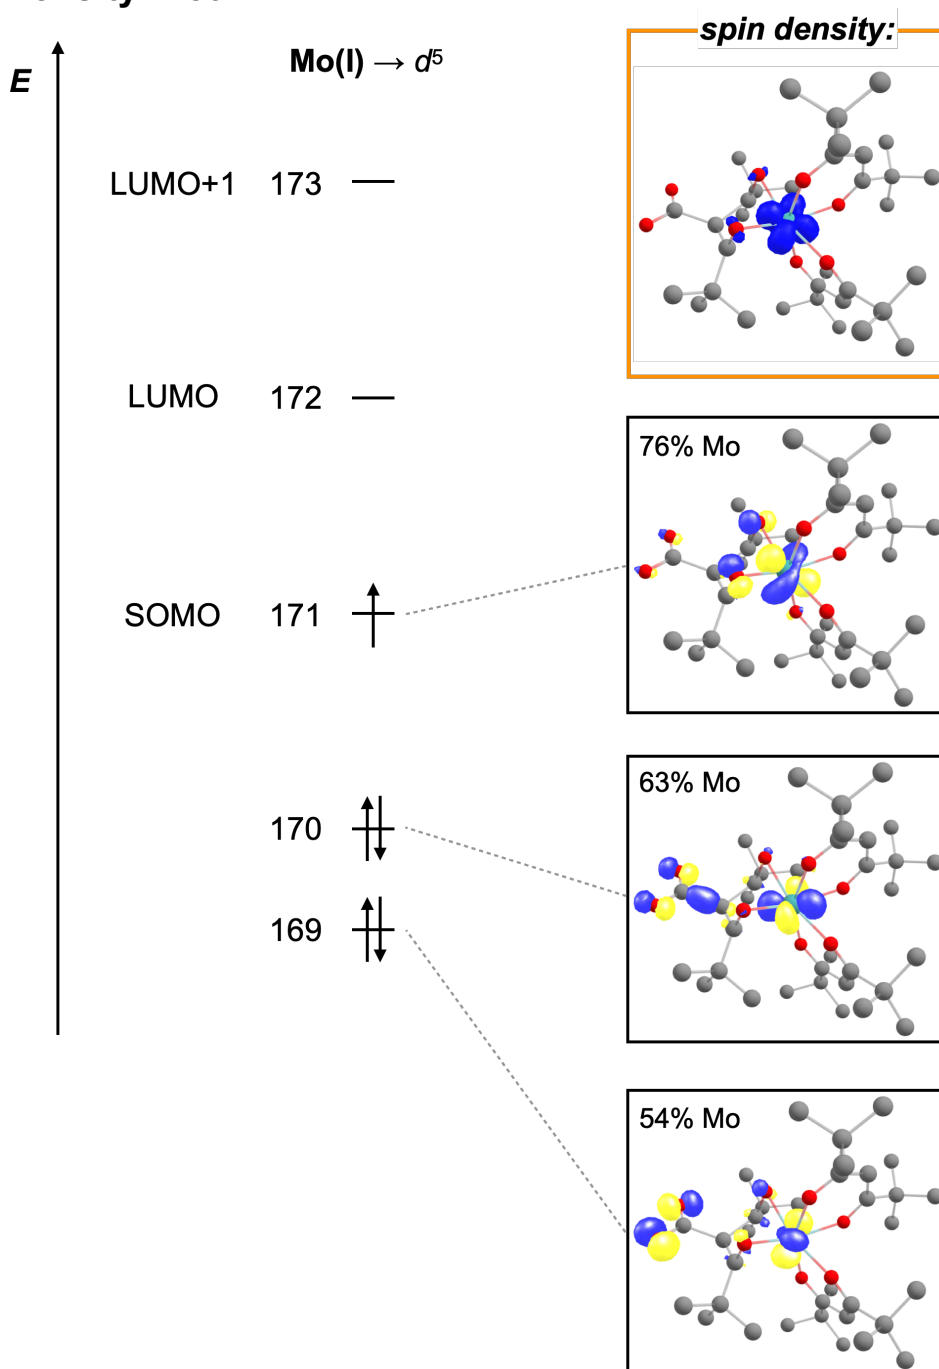 spin density:
Mo(I) → d⁵
E
LUMO+1 173
LUMO 172
76% Mo
SOMO 171
63% Mo
170
169
54% Mo